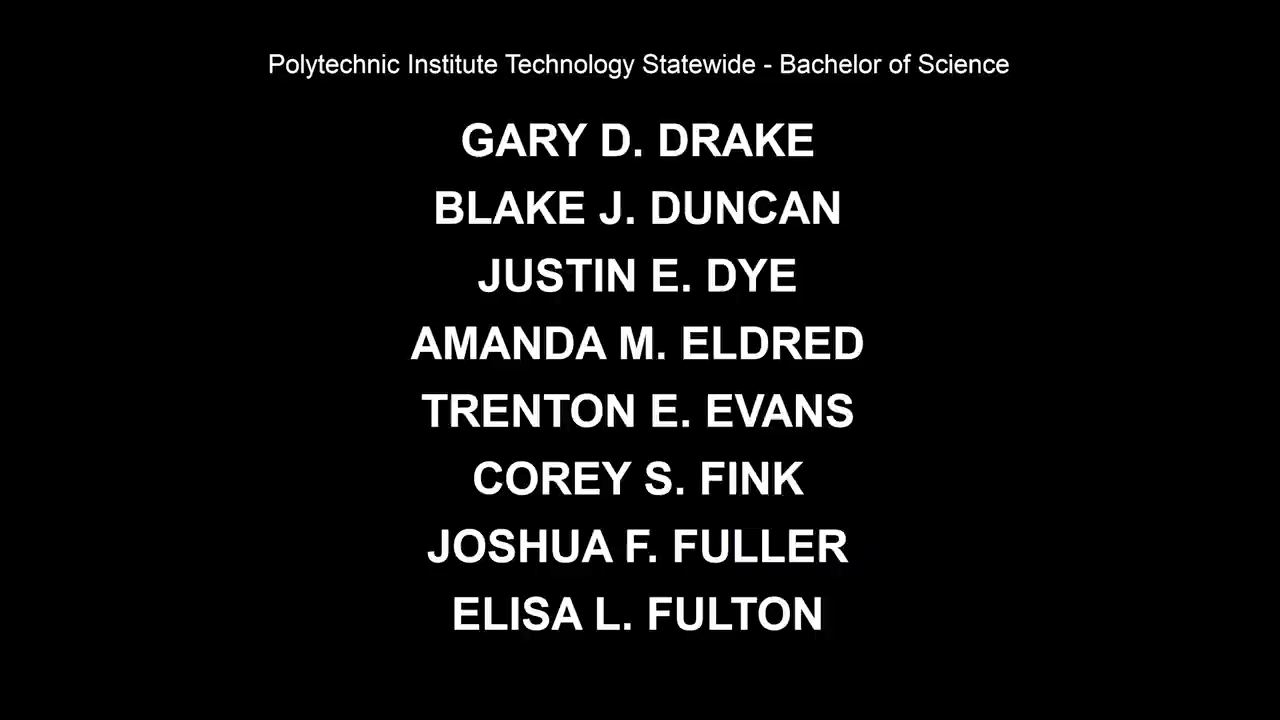 Polytechnic Institute Technology Statewide - Bachelor of Science
GARY D. DRAKE
BLAKE J. DUNCAN
JUSTIN E. DYE
AMANDA M. ELDRED
TRENTON E. EVANS
COREY S. FINK
JOSHUA F. FULLER
ELISA L. FULTON